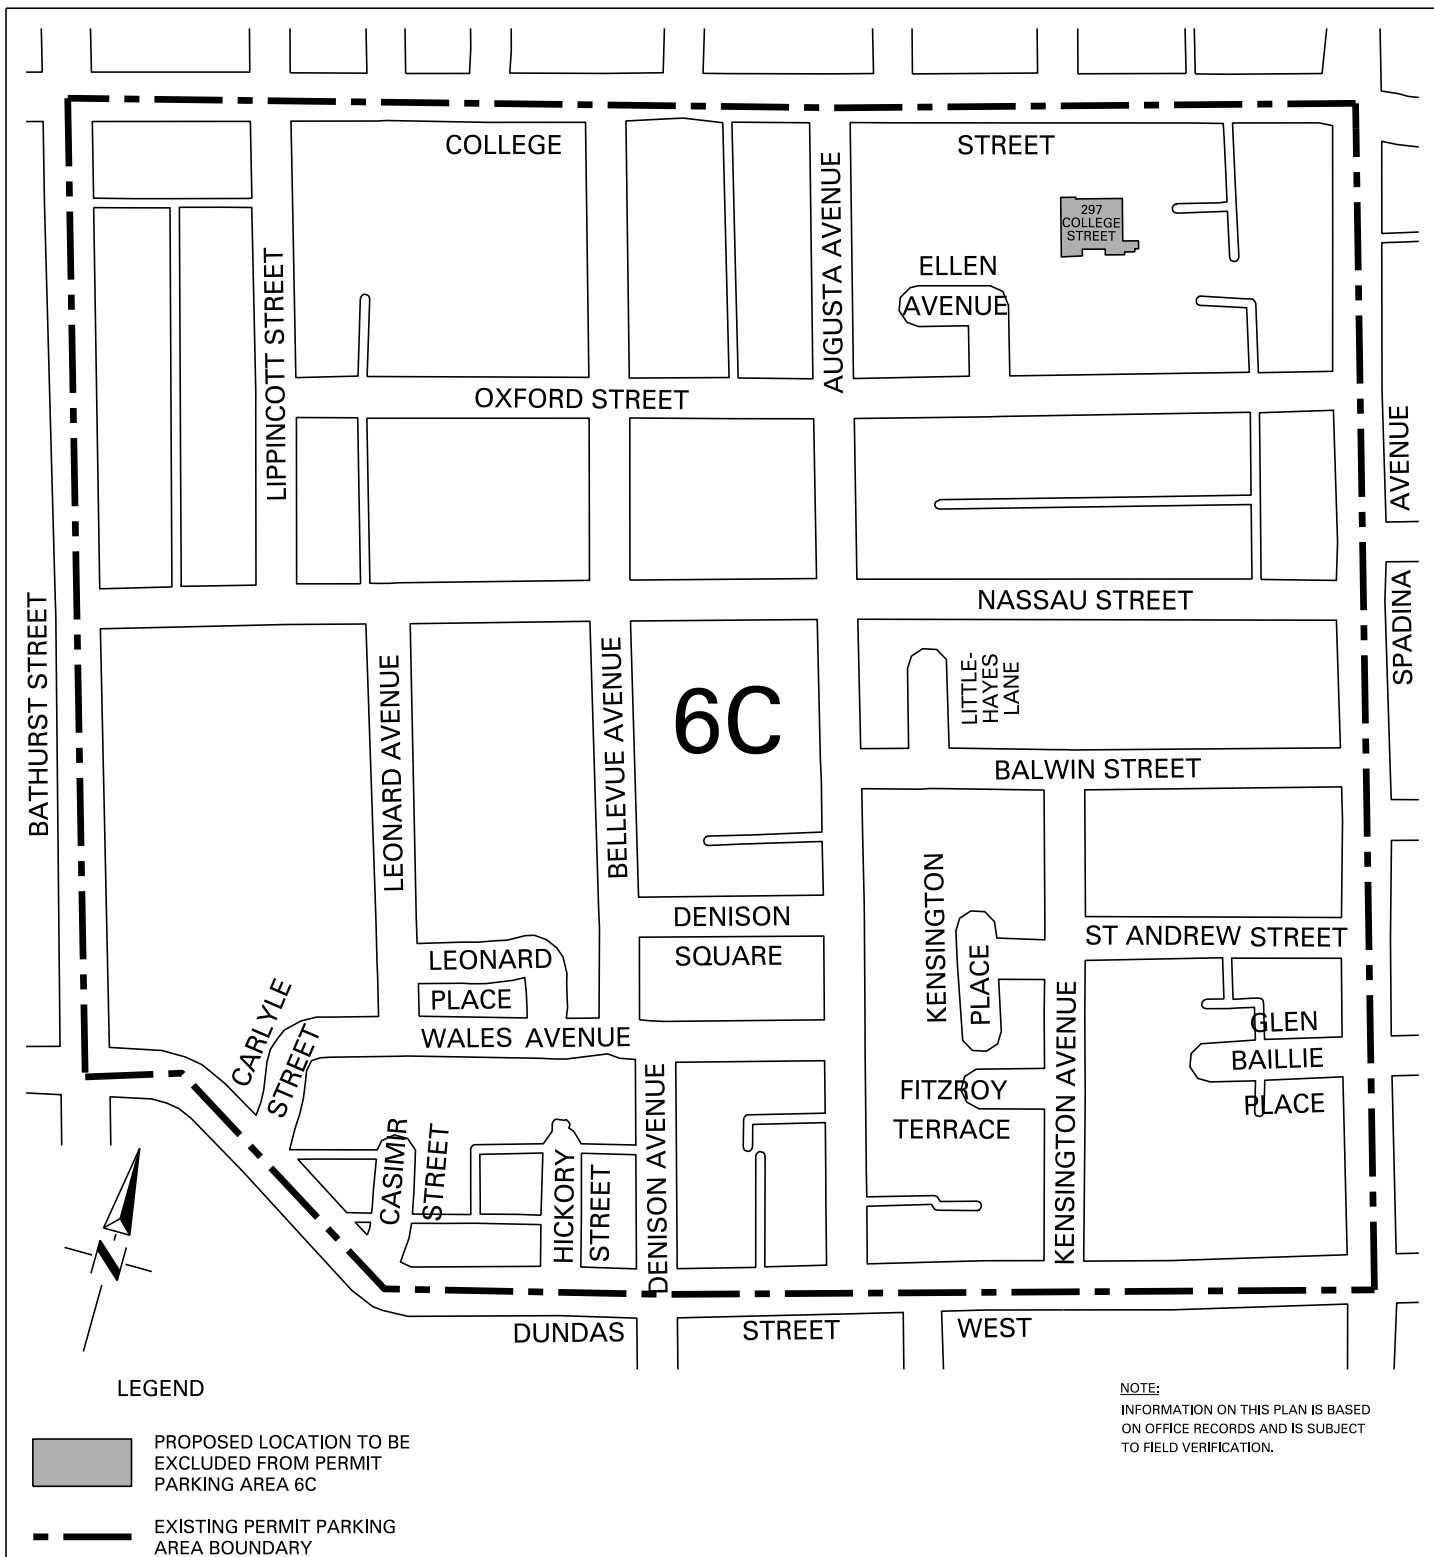 COLLEGE STREET
297
COLLEGE
STREET
AUGUSTA AVENUE
ELLEN
AVENUE
LIPPINCOTT STREET
OXFORD STREET
SPADINA AVENUE
NASSAU STREET
BATHURST STREET
LEONARD AVENUE
BELLEVUE AVENUE
6C
LITTLE-
HAYES
LANE
BALWIN STREET
DENISON
SQUARE
KENSINGTON
PLACE
ST ANDREW STREET
LEONARD
PLACE
CARLYLE
STREET
WALES AVENUE
KENSINGTON AVENUE
GLEN
BAILLIE
PLACE
FITZROY
TERRACE
CASIMIR
STREET
HICKORY
STREET
DENISON AVENUE
N
DUNDAS STREET WEST
LEGEND
PROPOSED LOCATION TO BE
EXCLUDED FROM PERMIT
PARKING AREA 6C
EXISTING PERMIT PARKING
AREA BOUNDARY
NOTE:
INFORMATION ON THIS PLAN IS BASED
ON OFFICE RECORDS AND IS SUBJECT
TO FIELD VERIFICATION.